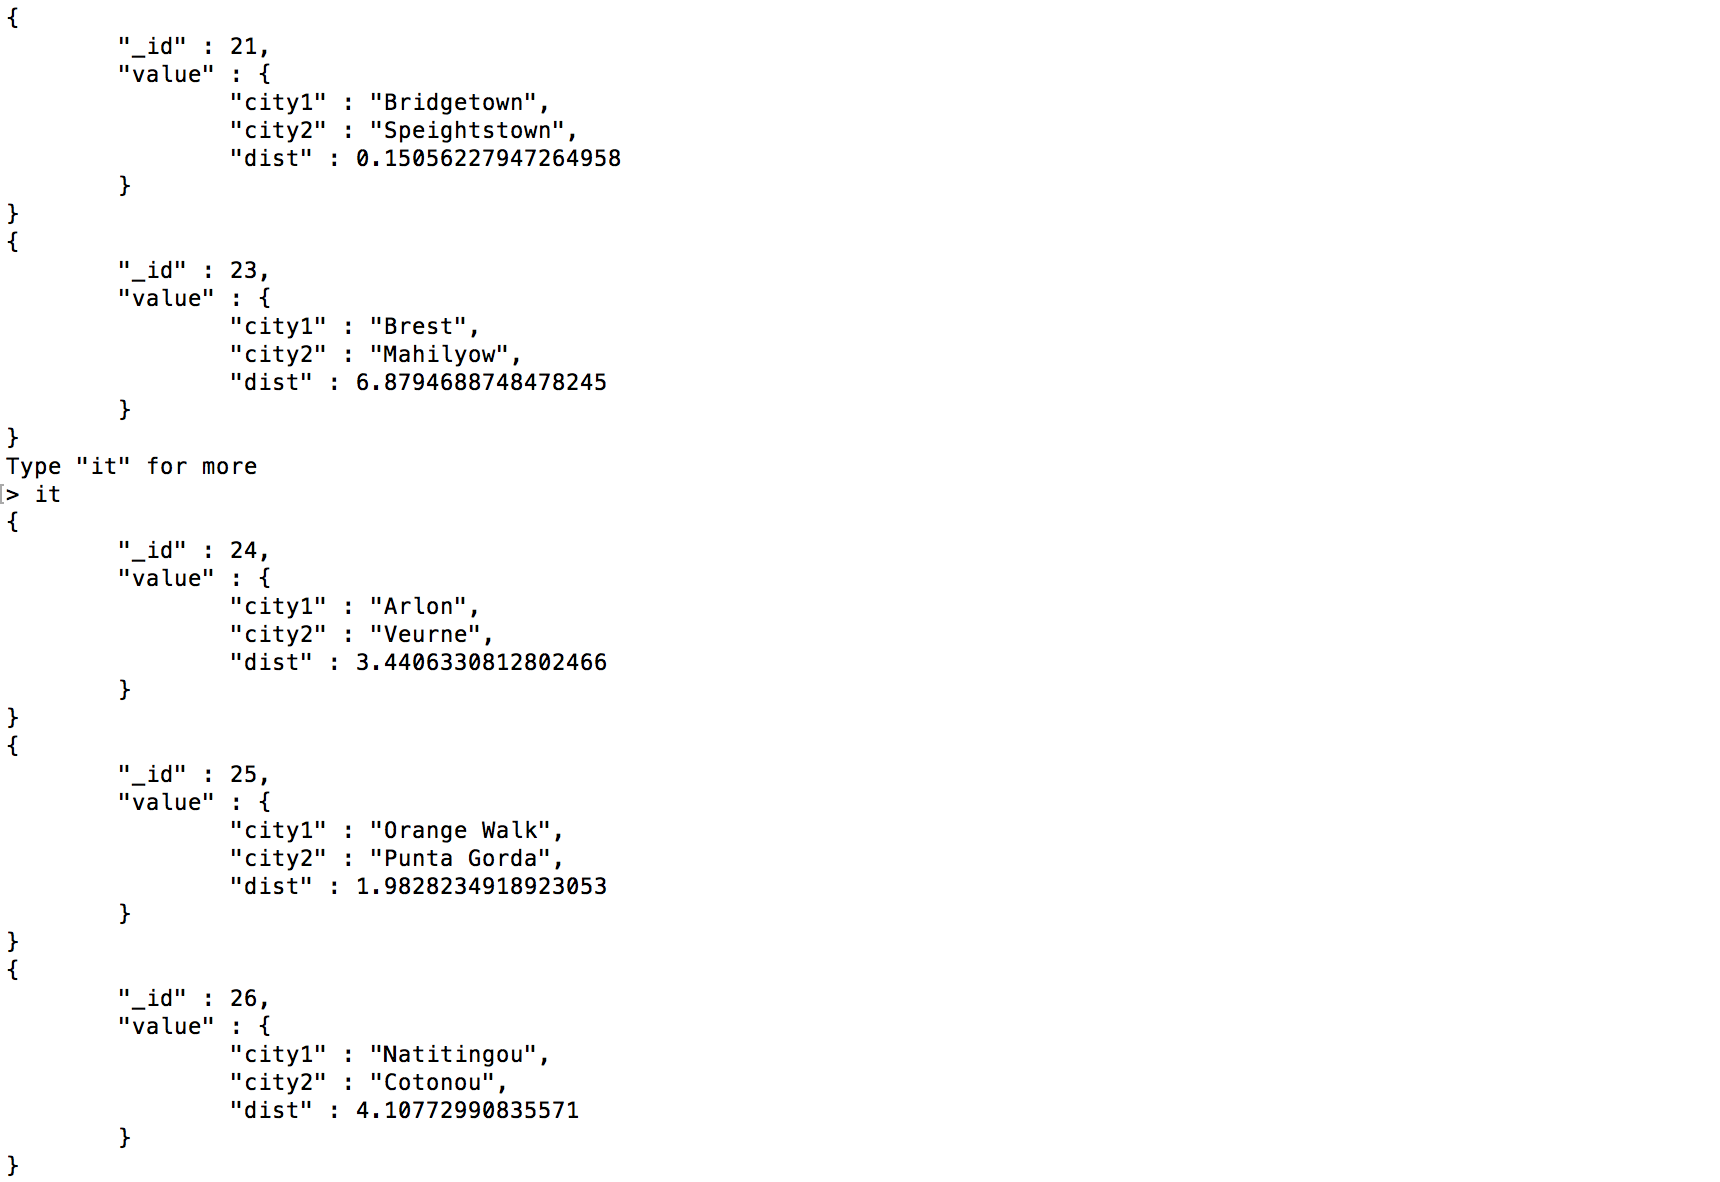 {
	"_id" : 21,
	"value" : {
		"city1" : "Bridgetown",
		"city2" : "Speightstown",
		"dist" : 0.15056227947264958
	}
}
{
	"_id" : 23,
	"value" : {
		"city1" : "Brest",
		"city2" : "Mahilyow",
		"dist" : 6.8794688748478245
	}
}
Type "it" for more
[> it
{
	"_id" : 24,
	"value" : {
		"city1" : "Arlon",
		"city2" : "Veurne",
		"dist" : 3.4406330812802466
	}
}
{
	"_id" : 25,
	"value" : {
		"city1" : "Orange Walk",
		"city2" : "Punta Gorda",
		"dist" : 1.9828234918923053
	}
}
{
	"_id" : 26,
	"value" : {
		"city1" : "Natitingou",
		"city2" : "Cotonou",
		"dist" : 4.10772990835571
	}
}